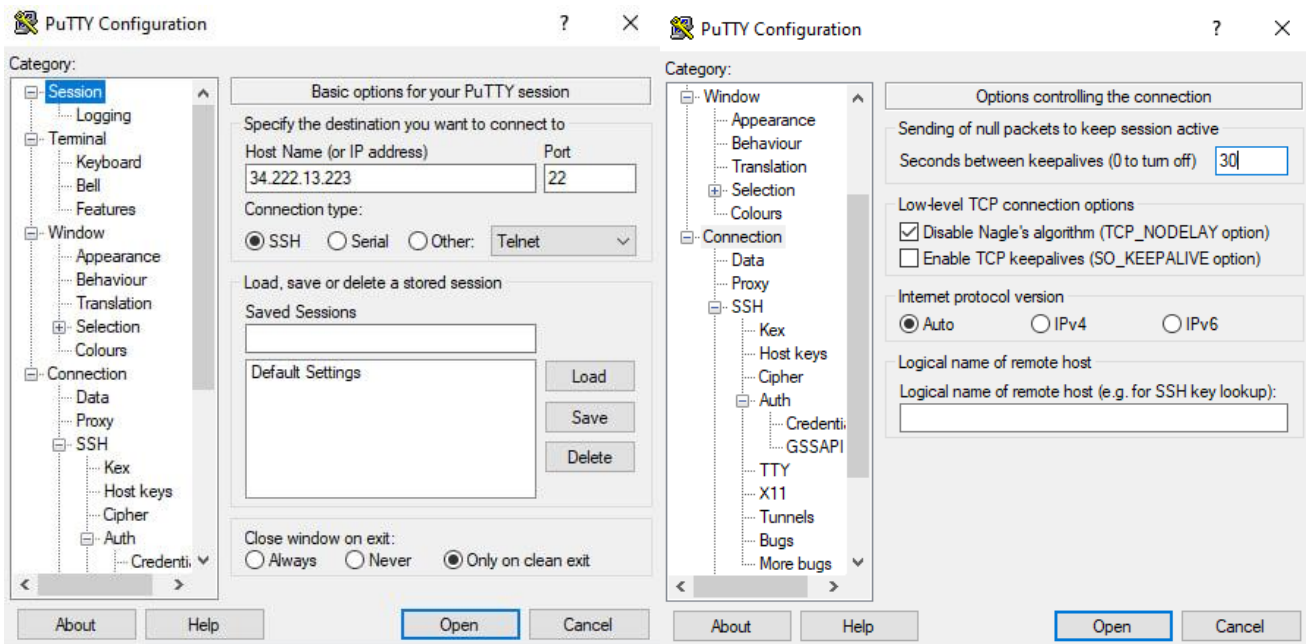 PuTTY Configuration ? ×
Category:
Session
Logging
Terminal
Keyboard
Bell
Features
Window
Appearance
Behaviour
Translation
Selection
Colours
Connection
Data
Proxy
SSH
Kex
Host keys
Cipher
Auth
Credenti
Basic options for your PuTTY session
Specify the destination you want to connect to
Host Name (or IP address) Port
34.222.13.223 22
Connection type:
SSH Serial Other: Telnet
Load, save or delete a stored session
Saved Sessions
Default Settings
Load
Save
Delete
Close window on exit:
Always Never Only on clean exit
About Help Open Cancel
PuTTY Configuration ? ×
Category:
Window
Appearance
Behaviour
Translation
Selection
Colours
Connection
Data
Proxy
SSH
Kex
Host keys
Cipher
Auth
Credenti
GSSAPI
TTY
X11
Tunnels
Bugs
More bugs
Options controlling the connection
Sending of null packets to keep session active
Seconds between keepalives (0 to turn off) 30
Low-level TCP connection options
Disable Nagle's algorithm (TCP_NODELAY option)
Enable TCP keepalives (SO_KEEPALIVE option)
Internet protocol version
Auto IPv4 IPv6
Logical name of remote host
Logical name of remote host (e.g. for SSH key lookup):
About Help Open Cancel